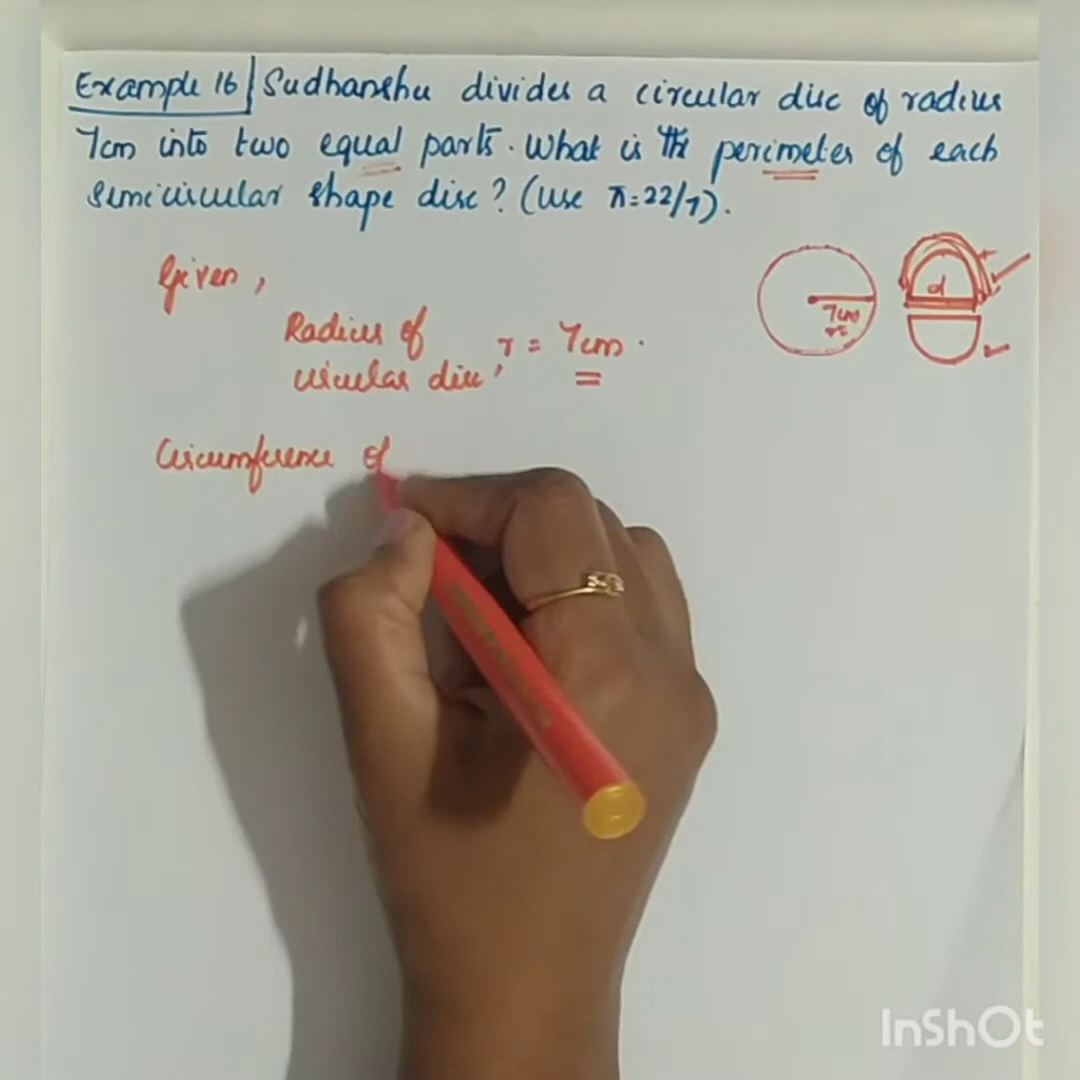 Example 16 Sudhanshu divides a circular disc of radius
7cm into two equal parts. What is the perimeter of each
semicircular shape disc? (Use π=22/7).
Given,
Radius of
circular disc, r = 7cm.
Circumference of
7cm
d
InShOt